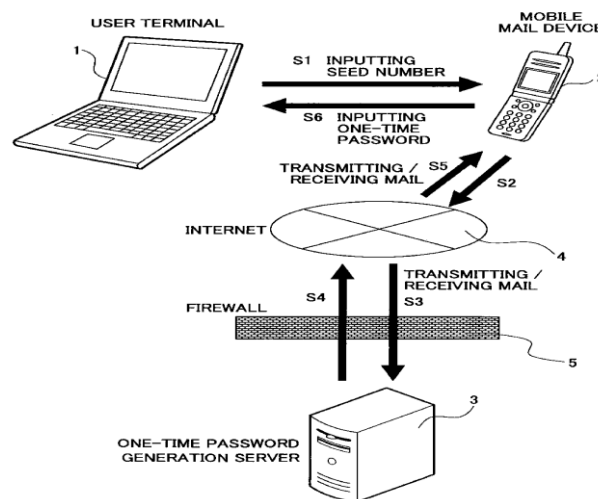 USER TERMINAL
MOBILE
MAIL DEVICE
1
S1 INPUTTING
SEED NUMBER
S6 INPUTTING
ONE-TIME
PASSWORD
TRANSMITTING /
RECEIVING MAIL
S5
S2
INTERNET
4
TRANSMITTING /
RECEIVING MAIL
S4
S3
FIREWALL
5
3
ONE-TIME PASSWORD
GENERATION SERVER